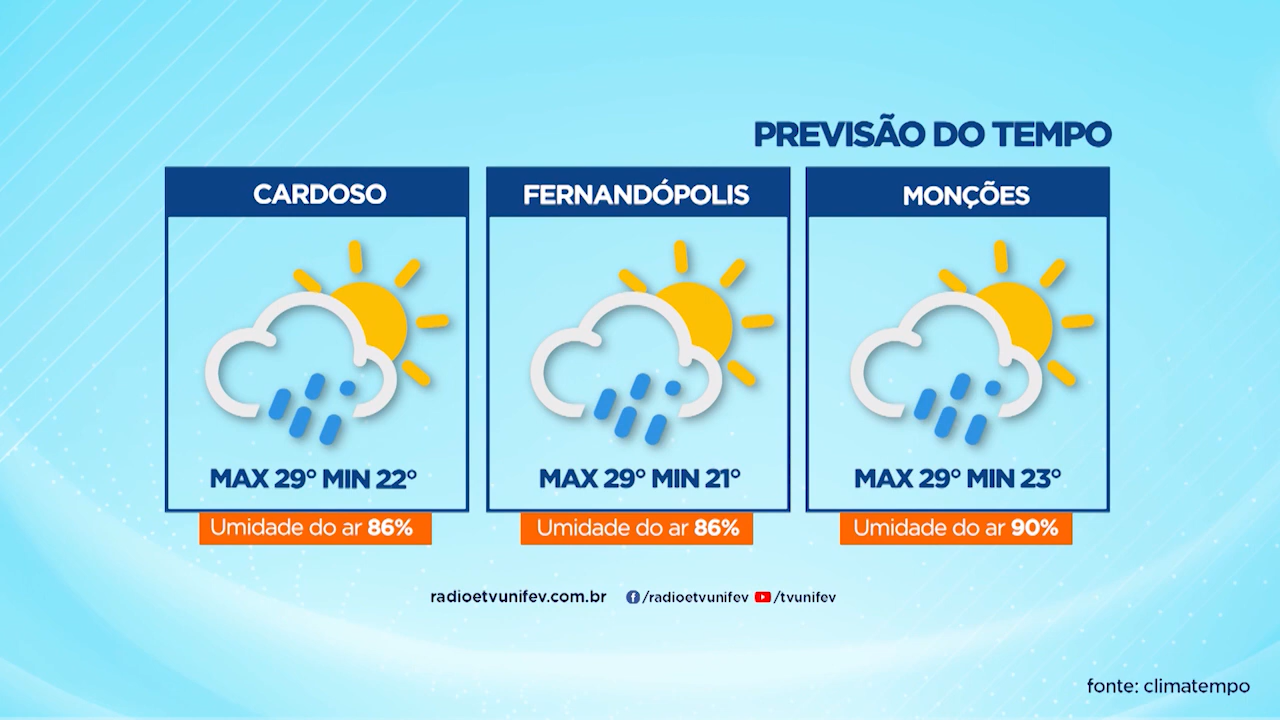 PREVISÃO DO TEMPO
CARDOSO
MAX 29° MIN 22°
Umidade do ar 86%
FERNANDÓPOLIS
MAX 29° MIN 21°
Umidade do ar 86%
MONÇÕES
MAX 29° MIN 23°
Umidade do ar 90%
radioetvunifev.com.br /radioetvunifev /tvunifev
fonte: climatempo